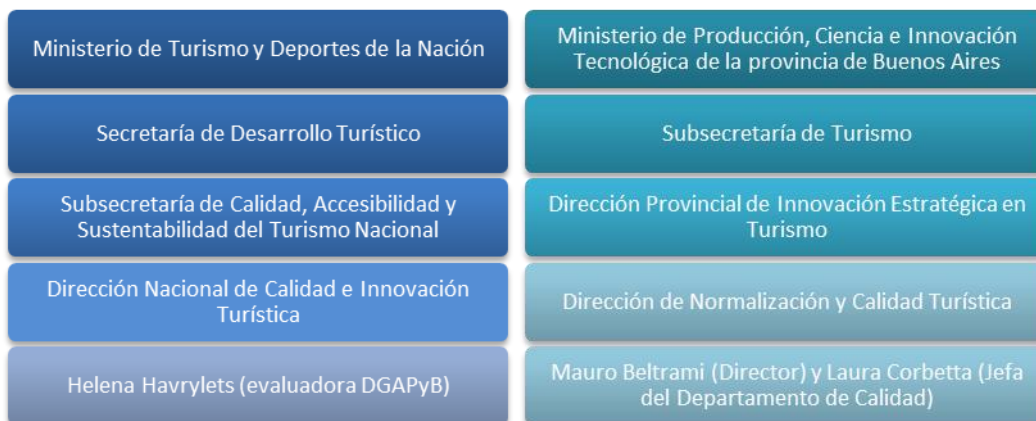 Ministerio de Turismo y Deportes de la Nación
Secretaría de Desarrollo Turístico
Subsecretaría de Calidad, Accesibilidad y
Sustentabilidad del Turismo Nacional
Dirección Nacional de Calidad e Innovación
Turística
Helena Havrylets (evaluadora DGAPyB)
Ministerio de Producción, Ciencia e Innovación
Tecnológica de la provincia de Buenos Aires
Subsecretaría de Turismo
Dirección Provincial de Innovación Estratégica en
Turismo
Dirección de Normalización y Calidad Turística
Mauro Beltrami (Director) y Laura Corbetta (Jefa
del Departamento de Calidad)